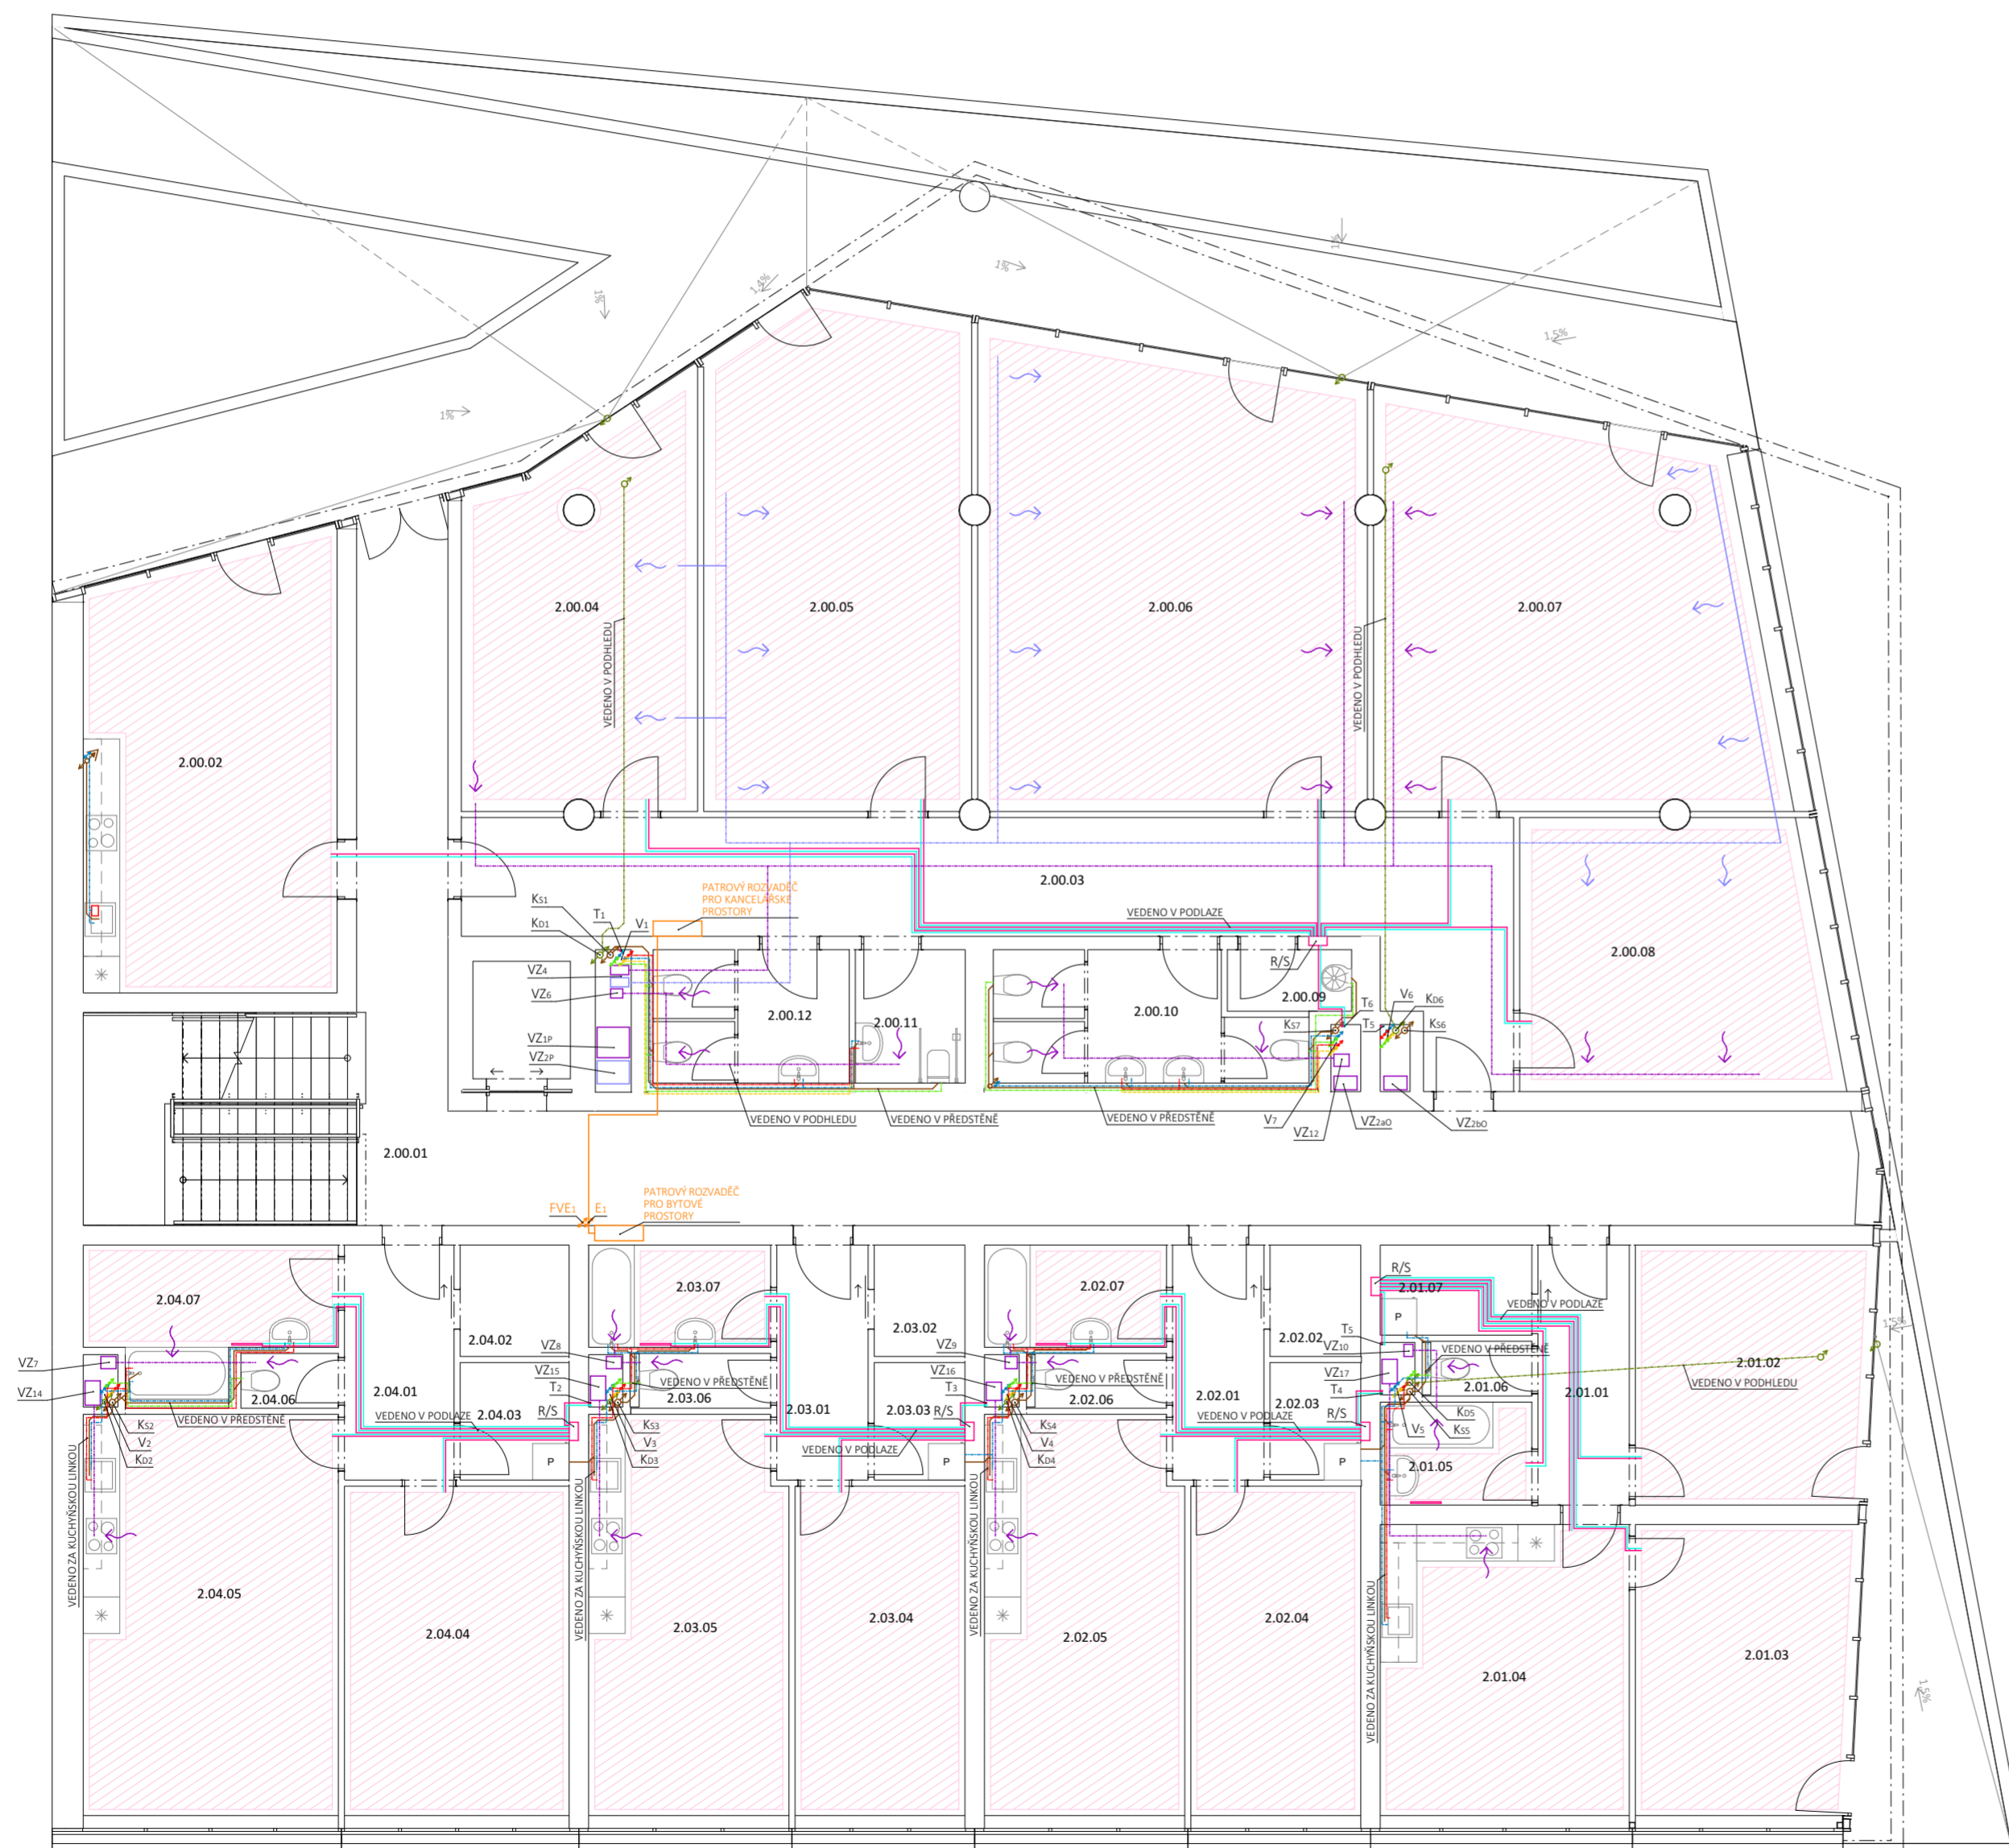 1%
1%
1.4%
1%
1%
1.5%
2.00.04
2.00.05
2.00.06
2.00.07
VEDENO V PODHLEDU
VEDENO V PODHLEDU
2.00.02
2.00.03
PATROVÝ ROZVADĚČ
PRO KANCELÁŘSKÉ
PROSTORY
KS1
T1
KD1
V1
VEDENO V PODLAZE
R/S
2.00.08
VZ4
VZ6
2.00.12
2.00.11
2.00.10
2.00.09
T6
V6
KD6
KS7
T5
KS6
VZ1P
VZ2P
VEDENO V PODHLEDU
VEDENO V PŘEDSTĚNĚ
VEDENO V PŘEDSTĚNĚ
V7
VZ12
VZ2aO
VZ2bO
2.00.01
PATROVÝ ROZVADĚČ
PRO BYTOVÉ
PROSTORY
FVE1
E1
2.04.07
2.03.07
2.02.07
R/S
2.01.07
VEDENO V PODLAZE
1.5%
2.04.02
2.03.02
2.02.02
T5
VZ7
VZ8
VZ9
VZ10
VZ14
VZ15
VZ16
VZ17
VEDENO V PŘEDSTĚNĚ
2.01.02
VEDENO V PODHLEDU
2.04.06
2.04.01
T2
2.03.06
VEDENO V PŘEDSTĚNĚ
T3
2.02.06
VEDENO V PŘEDSTĚNĚ
2.02.01
T4
2.01.06
2.01.01
VEDENO V PŘEDSTĚNĚ
KS2
V2
KD2
VEDENO V PODLAZE
2.04.03
R/S
KS3
V3
KD3
2.03.01
2.03.03
VEDENO V PODLAZE
R/S
KS4
V4
KD4
VEDENO V PODLAZE
2.02.03
R/S
V5
KD5
KS5
2.01.05
P
P
P
P
VEDENO ZA KUCHYŇSKOU LINKOU
VEDENO ZA KUCHYŇSKOU LINKOU
VEDENO ZA KUCHYŇSKOU LINKOU
VEDENO ZA KUCHYŇSKOU LINKOU
2.04.05
2.04.04
2.03.05
2.03.04
2.02.05
2.02.04
2.01.04
2.01.03
1.5%